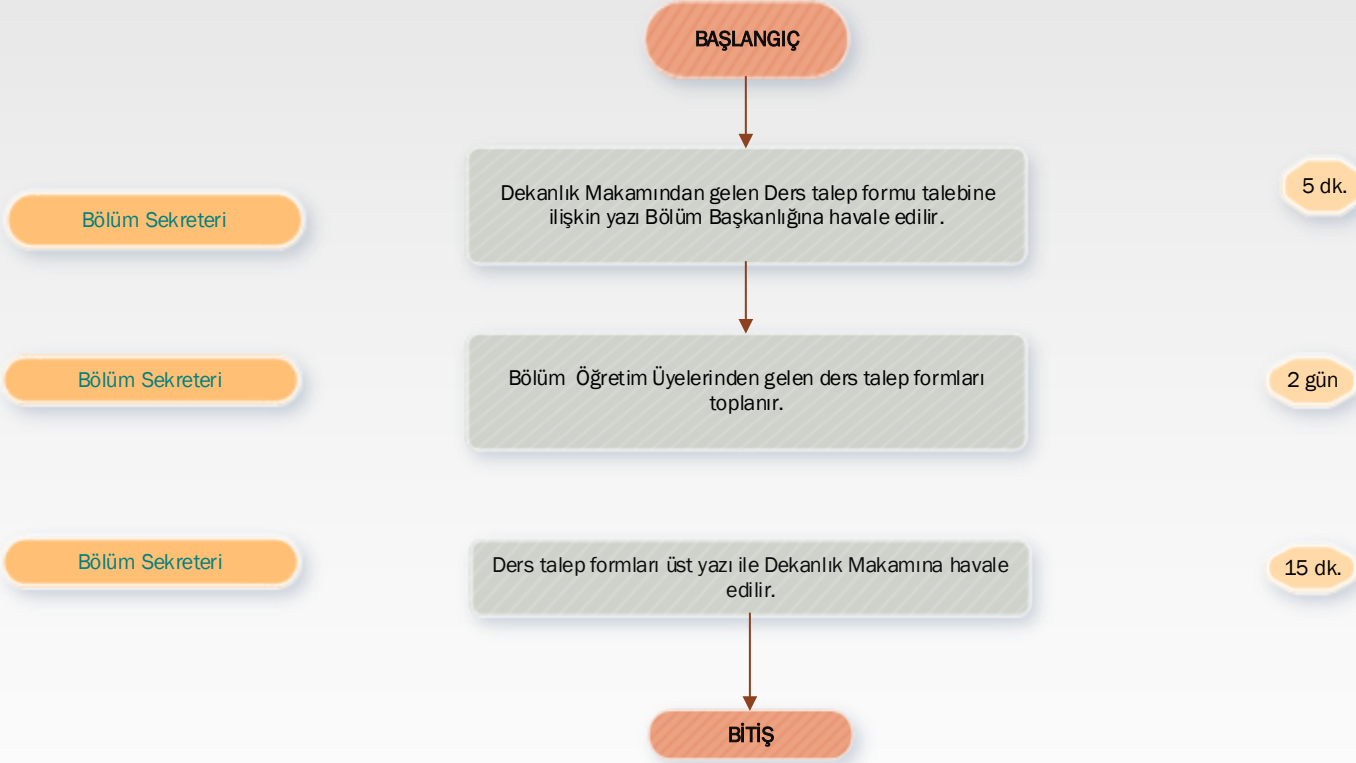 BAŞLANGIÇ
Bölüm Sekreteri
Dekanlık Makamından gelen Ders talep formu talebine
ilişkin yazı Bölüm Başkanlığına havale edilir.
5 dk.
Bölüm Sekreteri
Bölüm Öğretim Üyelerinden gelen ders talep formları
toplanır.
2 gün
Bölüm Sekreteri
Ders talep formları üst yazı ile Dekanlık Makamına havale
edilir.
15 dk.
BİTİŞ